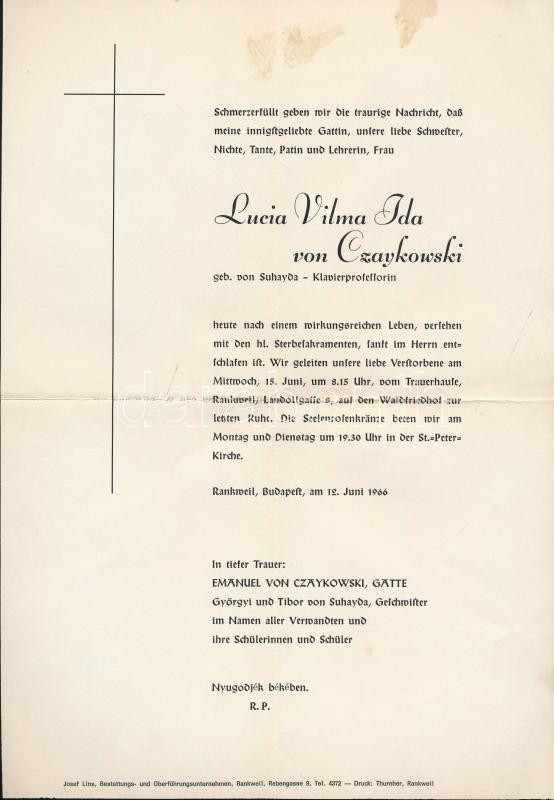 Schmerzerfüllt geben wir die traurige Nachricht, daß
meine innigstgeliebte Gattin, unsere liebe Schwester,
Nichte, Tante, Patin und Lehrerin, Frau
Lucia Vilma Ida
von Czaykowski
geb. von Suhayda - Klavierprofessorin
heute nach einem wirkungsreichen Leben, versehen
mit den hl. Sterbesakramenten, sanft im Herrn ent-
schlafen ist. Wir geleiten unsere liebe Verstorbene am
Mittwoch, 15. Juni, um 8.15 Uhr, vom Trauerhause,
Rankweil, 8, auf den Waldfriedhof zur
letzten Ruhe. Die Seelenrosenkränze beten wir am
Montag und Dienstag um 19.30 Uhr in der St.=Peter=
Kirche.
Rankweil, Budapest, am 12. Juni 1966
In tiefer Trauer:
EMANUEL VON CZAYKOWSKI, GATTE
Györgyi und Tibor von Suhayda, Geschwister
im Namen aller Verwandten und
ihre Schülerinnen und Schüler
Nyugodjék békében.
R. P.
Josef Lins, Bestattungs- und Überführungsunternehmen, Rankweil, Rebengasse 9, Tel. 4372 — Druck: Thurnher, Rankweil